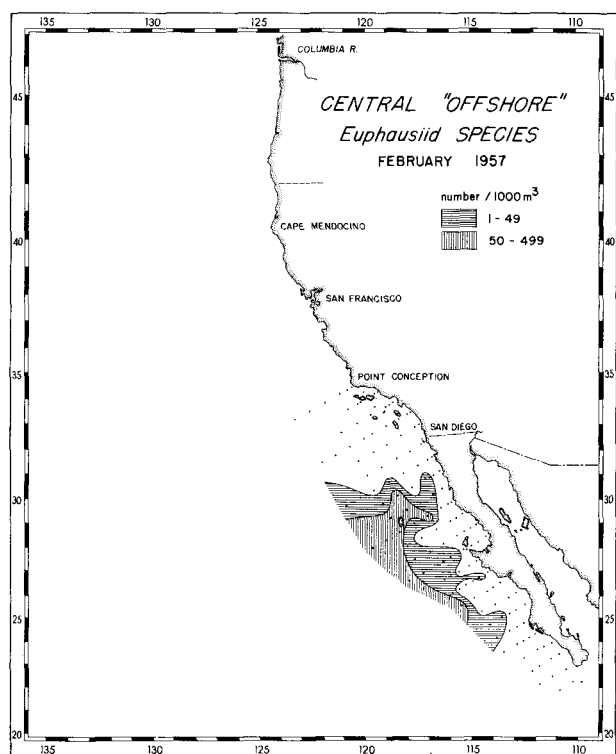 135 130 125 120 115 110
COLUMBIA R.
45 45
CENTRAL "OFFSHORE"
Euphausiid SPECIES
FEBRUARY 1957
number / 1000 m³
1 - 49
50 - 499
CAPE MENDOCINO
40 40
SAN FRANCISCO
POINT CONCEPTION
35 35
SAN DIEGO
30 30
25 25
20 20
135 130 125 120 115 110